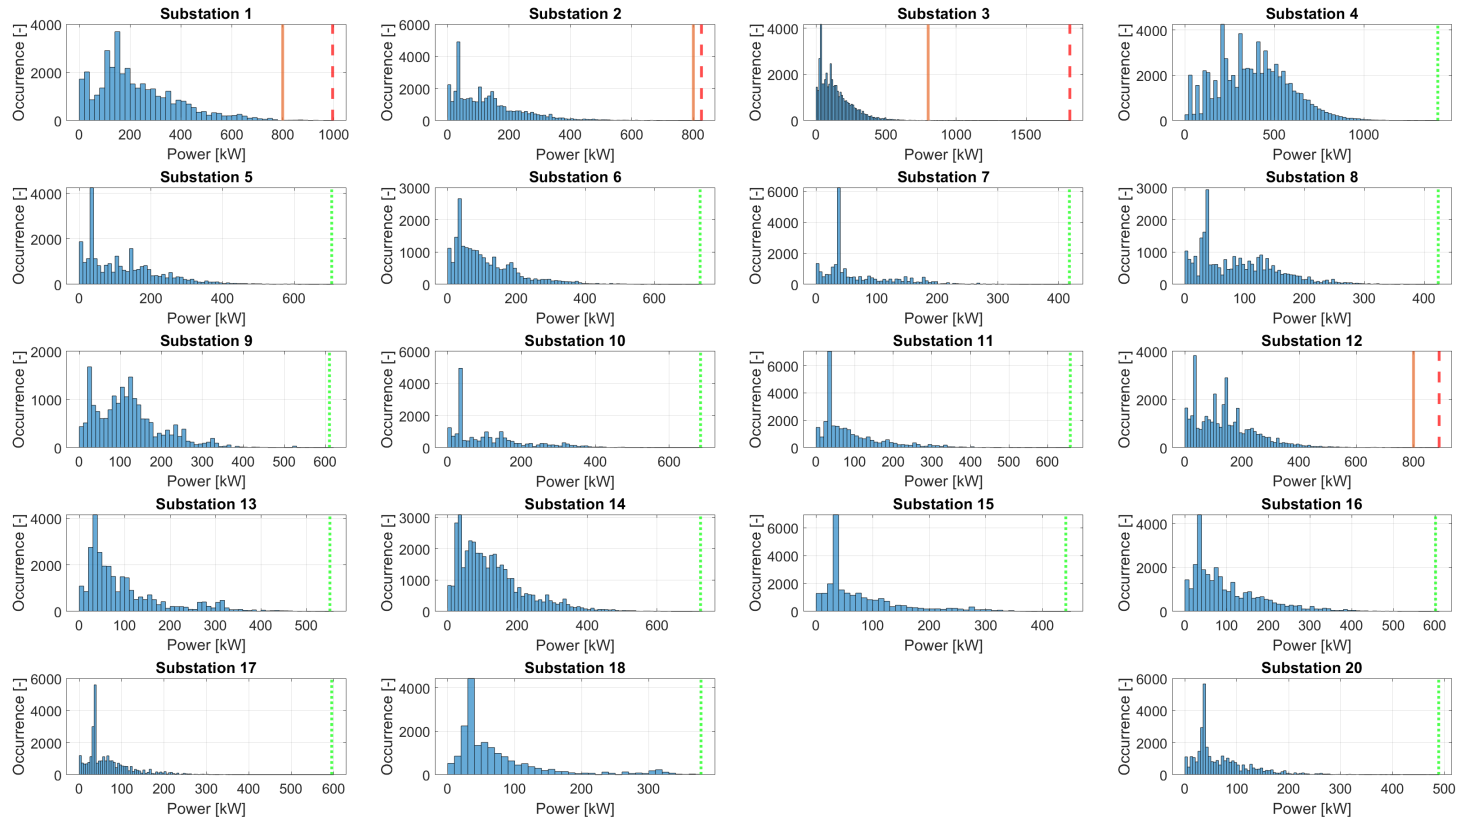 Substation 1
Occurrence [-]
4000
2000
0
0 200 400 600 800 1000
Power [kW]
Substation 2
Occurrence [-]
6000
4000
2000
0
0 200 400 600 800
Power [kW]
Substation 3
Occurrence [-]
4000
2000
0
0 500 1000 1500
Power [kW]
Substation 4
Occurrence [-]
4000
2000
0
0 500 1000
Power [kW]
Substation 5
Occurrence [-]
4000
2000
0
0 200 400 600
Power [kW]
Substation 6
Occurrence [-]
3000
2000
1000
0
0 200 400 600
Power [kW]
Substation 7
Occurrence [-]
6000
4000
2000
0
0 100 200 300 400
Power [kW]
Substation 8
Occurrence [-]
3000
2000
1000
0
0 100 200 300 400
Power [kW]
Substation 9
Occurrence [-]
2000
1000
0
0 100 200 300 400 500 600
Power [kW]
Substation 10
Occurrence [-]
6000
4000
2000
0
0 200 400 600
Power [kW]
Substation 11
Occurrence [-]
6000
4000
2000
0
0 100 200 300 400 500 600
Power [kW]
Substation 12
Occurrence [-]
4000
2000
0
0 200 400 600 800
Power [kW]
Substation 13
Occurrence [-]
4000
2000
0
0 100 200 300 400 500
Power [kW]
Substation 14
Occurrence [-]
3000
2000
1000
0
0 200 400 600
Power [kW]
Substation 15
Occurrence [-]
6000
4000
2000
0
0 100 200 300 400
Power [kW]
Substation 16
Occurrence [-]
4000
2000
0
0 100 200 300 400 500 600
Power [kW]
Substation 17
Occurrence [-]
6000
4000
2000
0
0 100 200 300 400 500 600
Power [kW]
Substation 18
Occurrence [-]
4000
2000
0
0 100 200 300
Power [kW]
Substation 20
Occurrence [-]
6000
4000
2000
0
0 100 200 300 400 500
Power [kW]